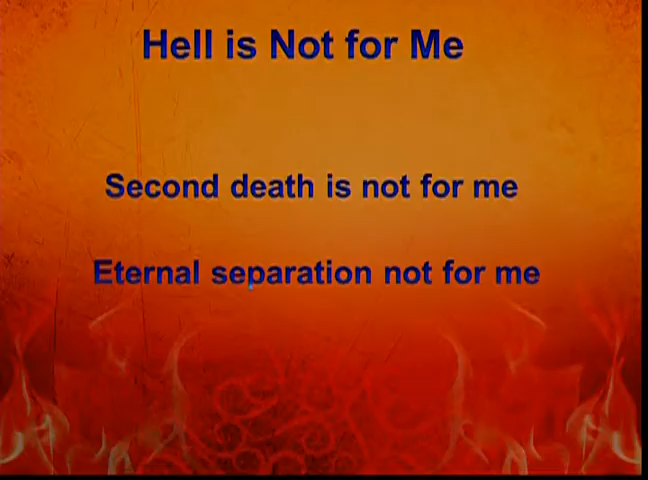 Hell is Not for Me
Second death is not for me
Eternal separation not for me